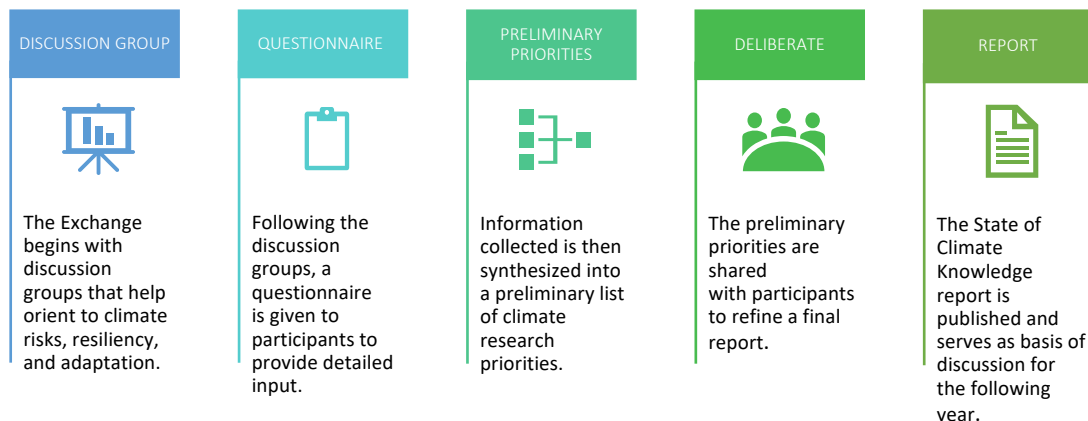 DISCUSSION GROUP
The Exchange
begins with
discussion
groups that help
orient to climate
risks, resiliency,
and adaptation.
QUESTIONNAIRE
Following the
discussion
groups, a
questionnaire
is given to
participants to
provide detailed
input.
PRELIMINARY
PRIORITIES
Information
collected is then
synthesized into
a preliminary list
of climate
research
priorities.
DELIBERATE
The preliminary
priorities are
shared
with participants
to refine a final
report.
REPORT
The State of
Climate
Knowledge
report is
published and
serves as basis of
discussion for
the following
year.